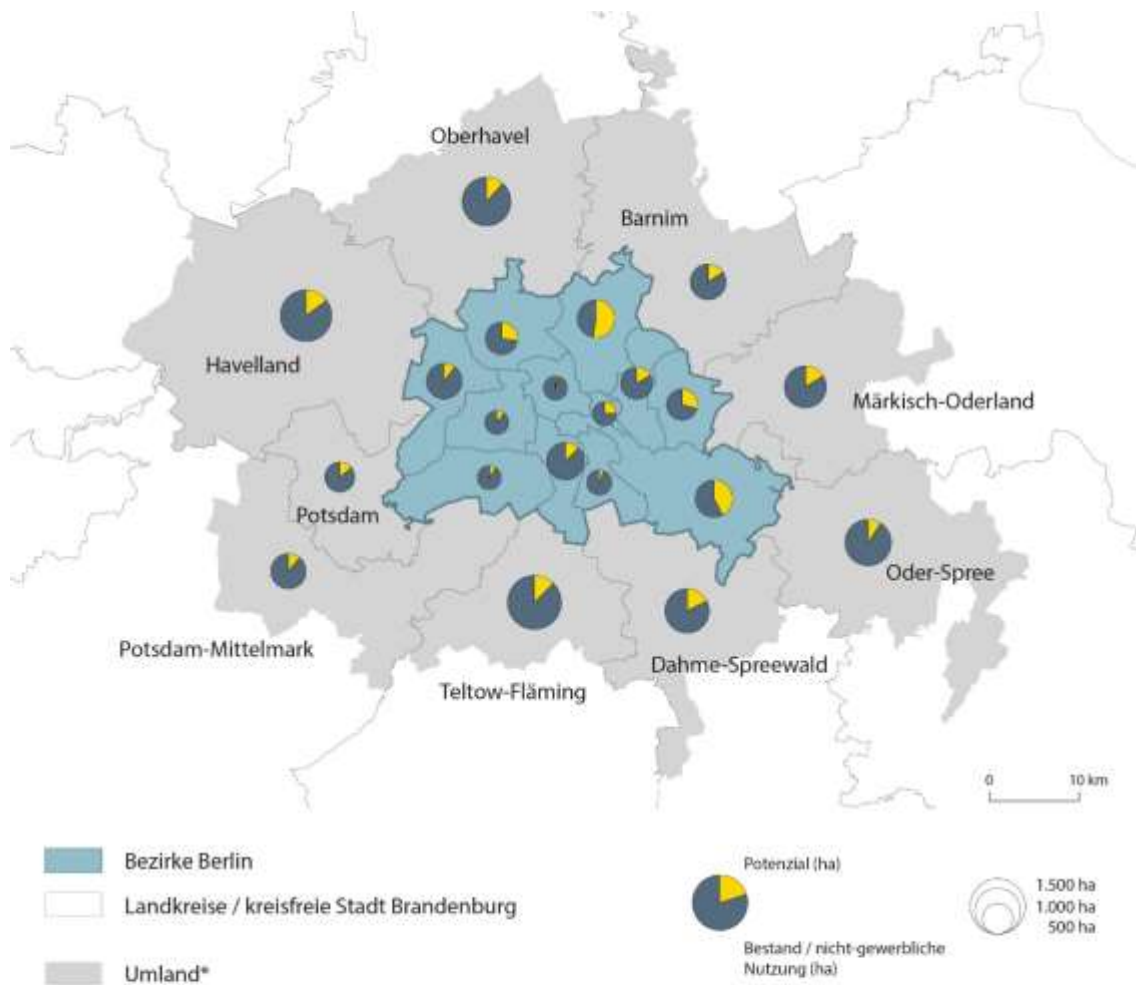 Oberhavel
Barnim
Havelland
Märkisch-Oderland
Potsdam
Oder-Spree
Potsdam-Mittelmark
Dahme-Spreewald
Teltow-Fläming
0 10 km
Bezirke Berlin
Landkreise / kreisfreie Stadt Brandenburg
Umland*
Potenzial (ha)
Bestand / nicht-gewerbliche
Nutzung (ha)
1.500 ha
1.000 ha
500 ha